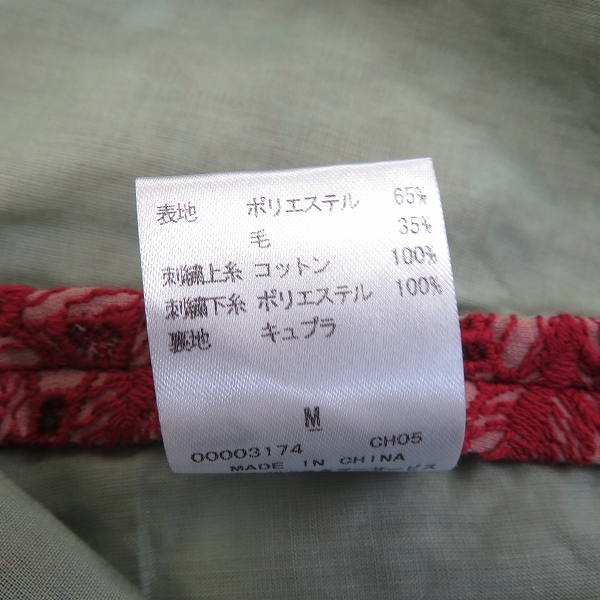 表地 ポリエステル 65%
毛 35%
刺繍上糸 コットン 100%
刺繍下糸 ポリエステル 100%
裏地 キュプラ
M
00003174 CH05
MADE IN CHINA